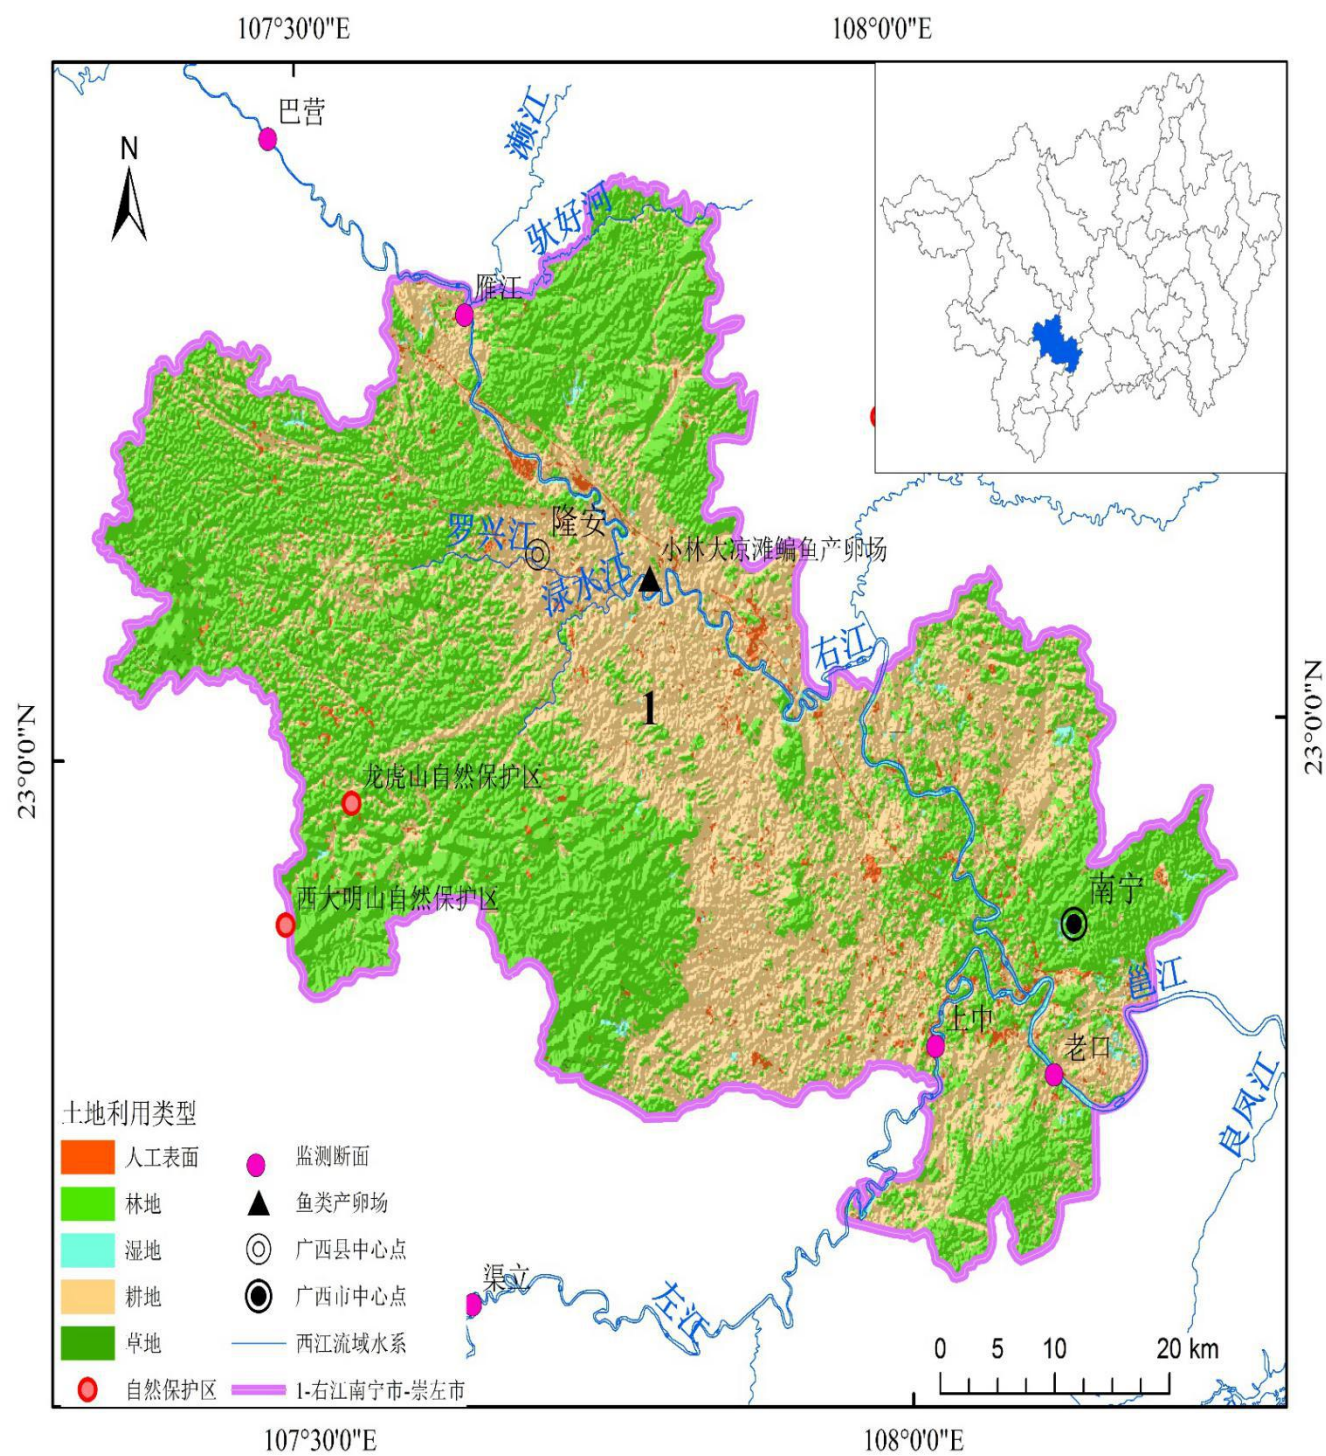 107°30'0"E
108°0'0"E
巴营
濑江
N
驮好河
雁江
隆安
罗兴江
小林大凉滩鳊鱼产卵场
渌水江
右江
1
23°0'0"N
23°0'0"N
龙虎山自然保护区
西大明山自然保护区
南宁
邕江
上中
老口
良凤江
土地利用类型
人工表面
监测断面
林地
鱼类产卵场
湿地
广西县中心点
耕地
广西市中心点
草地
西江流域水系
自然保护区
1-右江南宁市-崇左市
渠立
左江
0 5 10 20 km
107°30'0"E
108°0'0"E